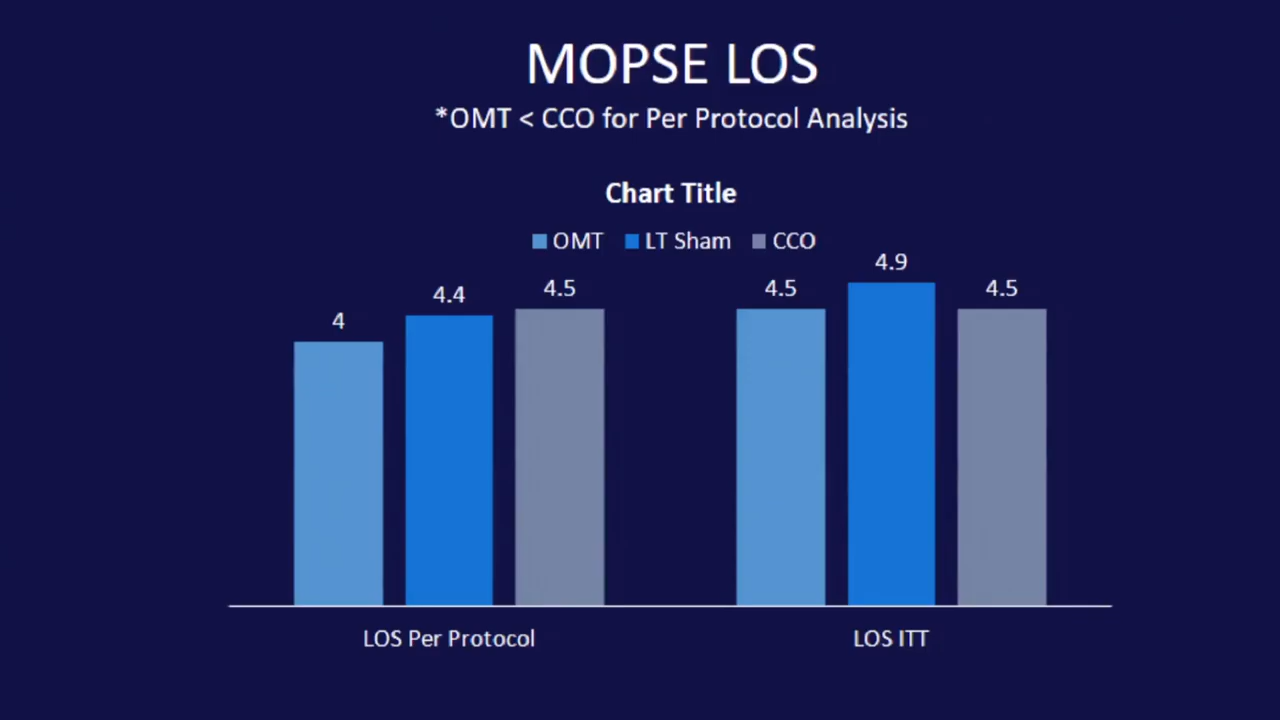 MOPSE LOS
*OMT < CCO for Per Protocol Analysis
Chart Title
OMT LT Sham CCO
4 4.4 4.5 4.5 4.9 4.5
LOS Per Protocol LOS ITT